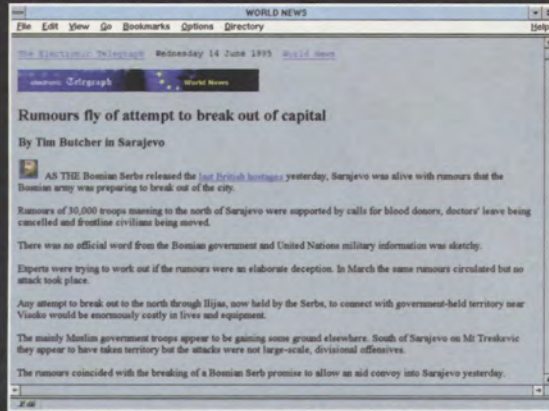 WORLD NEWS
File Edit View Go Bookmarks Options Directory Help
The Electronic Telegraph Wednesday 14 June 1995 World News
electronic Telegraph World News
Rumours fly of attempt to break out of capital
By Tim Butcher in Sarajevo
AS THE Bosnian Serbs released the last British hostages yesterday, Sarajevo was alive with rumours that the
Bosnian army was preparing to break out of the city.
Rumours of 30,000 troops massing to the north of Sarajevo were supported by calls for blood donors, doctors' leave being
cancelled and frontline civilians being moved.
There was no official word from the Bosnian government and United Nations military information was sketchy.
Experts were trying to work out if the rumours were an elaborate deception. In March the same rumours circulated but no
attack took place.
Any attempt to break out to the north through Ilijas, now held by the Serbs, to connect with government-held territory near
Visoko would be enormously costly in lives and equipment.
The mainly Muslim government troops appear to be gaining some ground elsewhere. South of Sarajevo on Mt Treskevic
they appear to have taken territory but the attacks were not large-scale, divisional offensives.
The rumours coincided with the breaking of a Bosnian Serb promise to allow an aid convoy into Sarajevo yesterday.